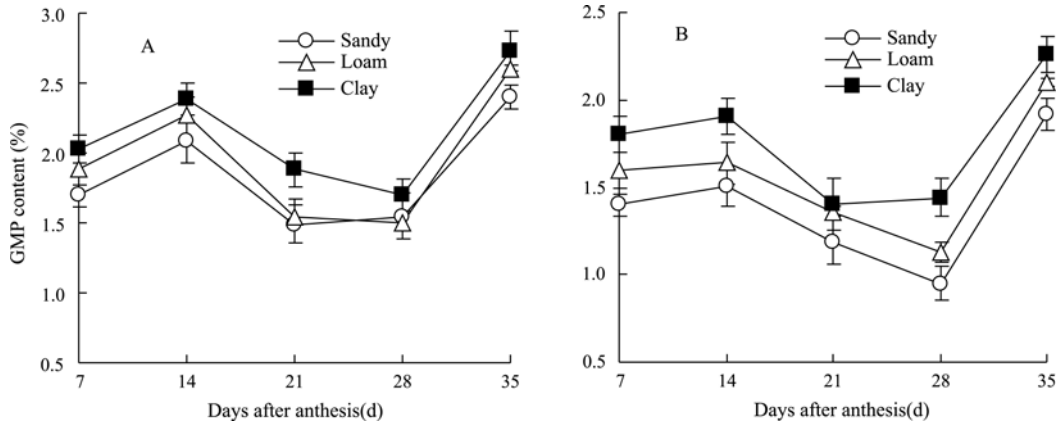 A
Sandy
Loam
Clay
3.0
2.5
2.0
1.5
1.0
0.5
GMP content (%)
7 14 21 28 35
Days after anthesis(d)
B
Sandy
Loam
Clay
2.5
2.0
1.5
1.0
0.5
7 14 21 28 35
Days after anthesis(d)